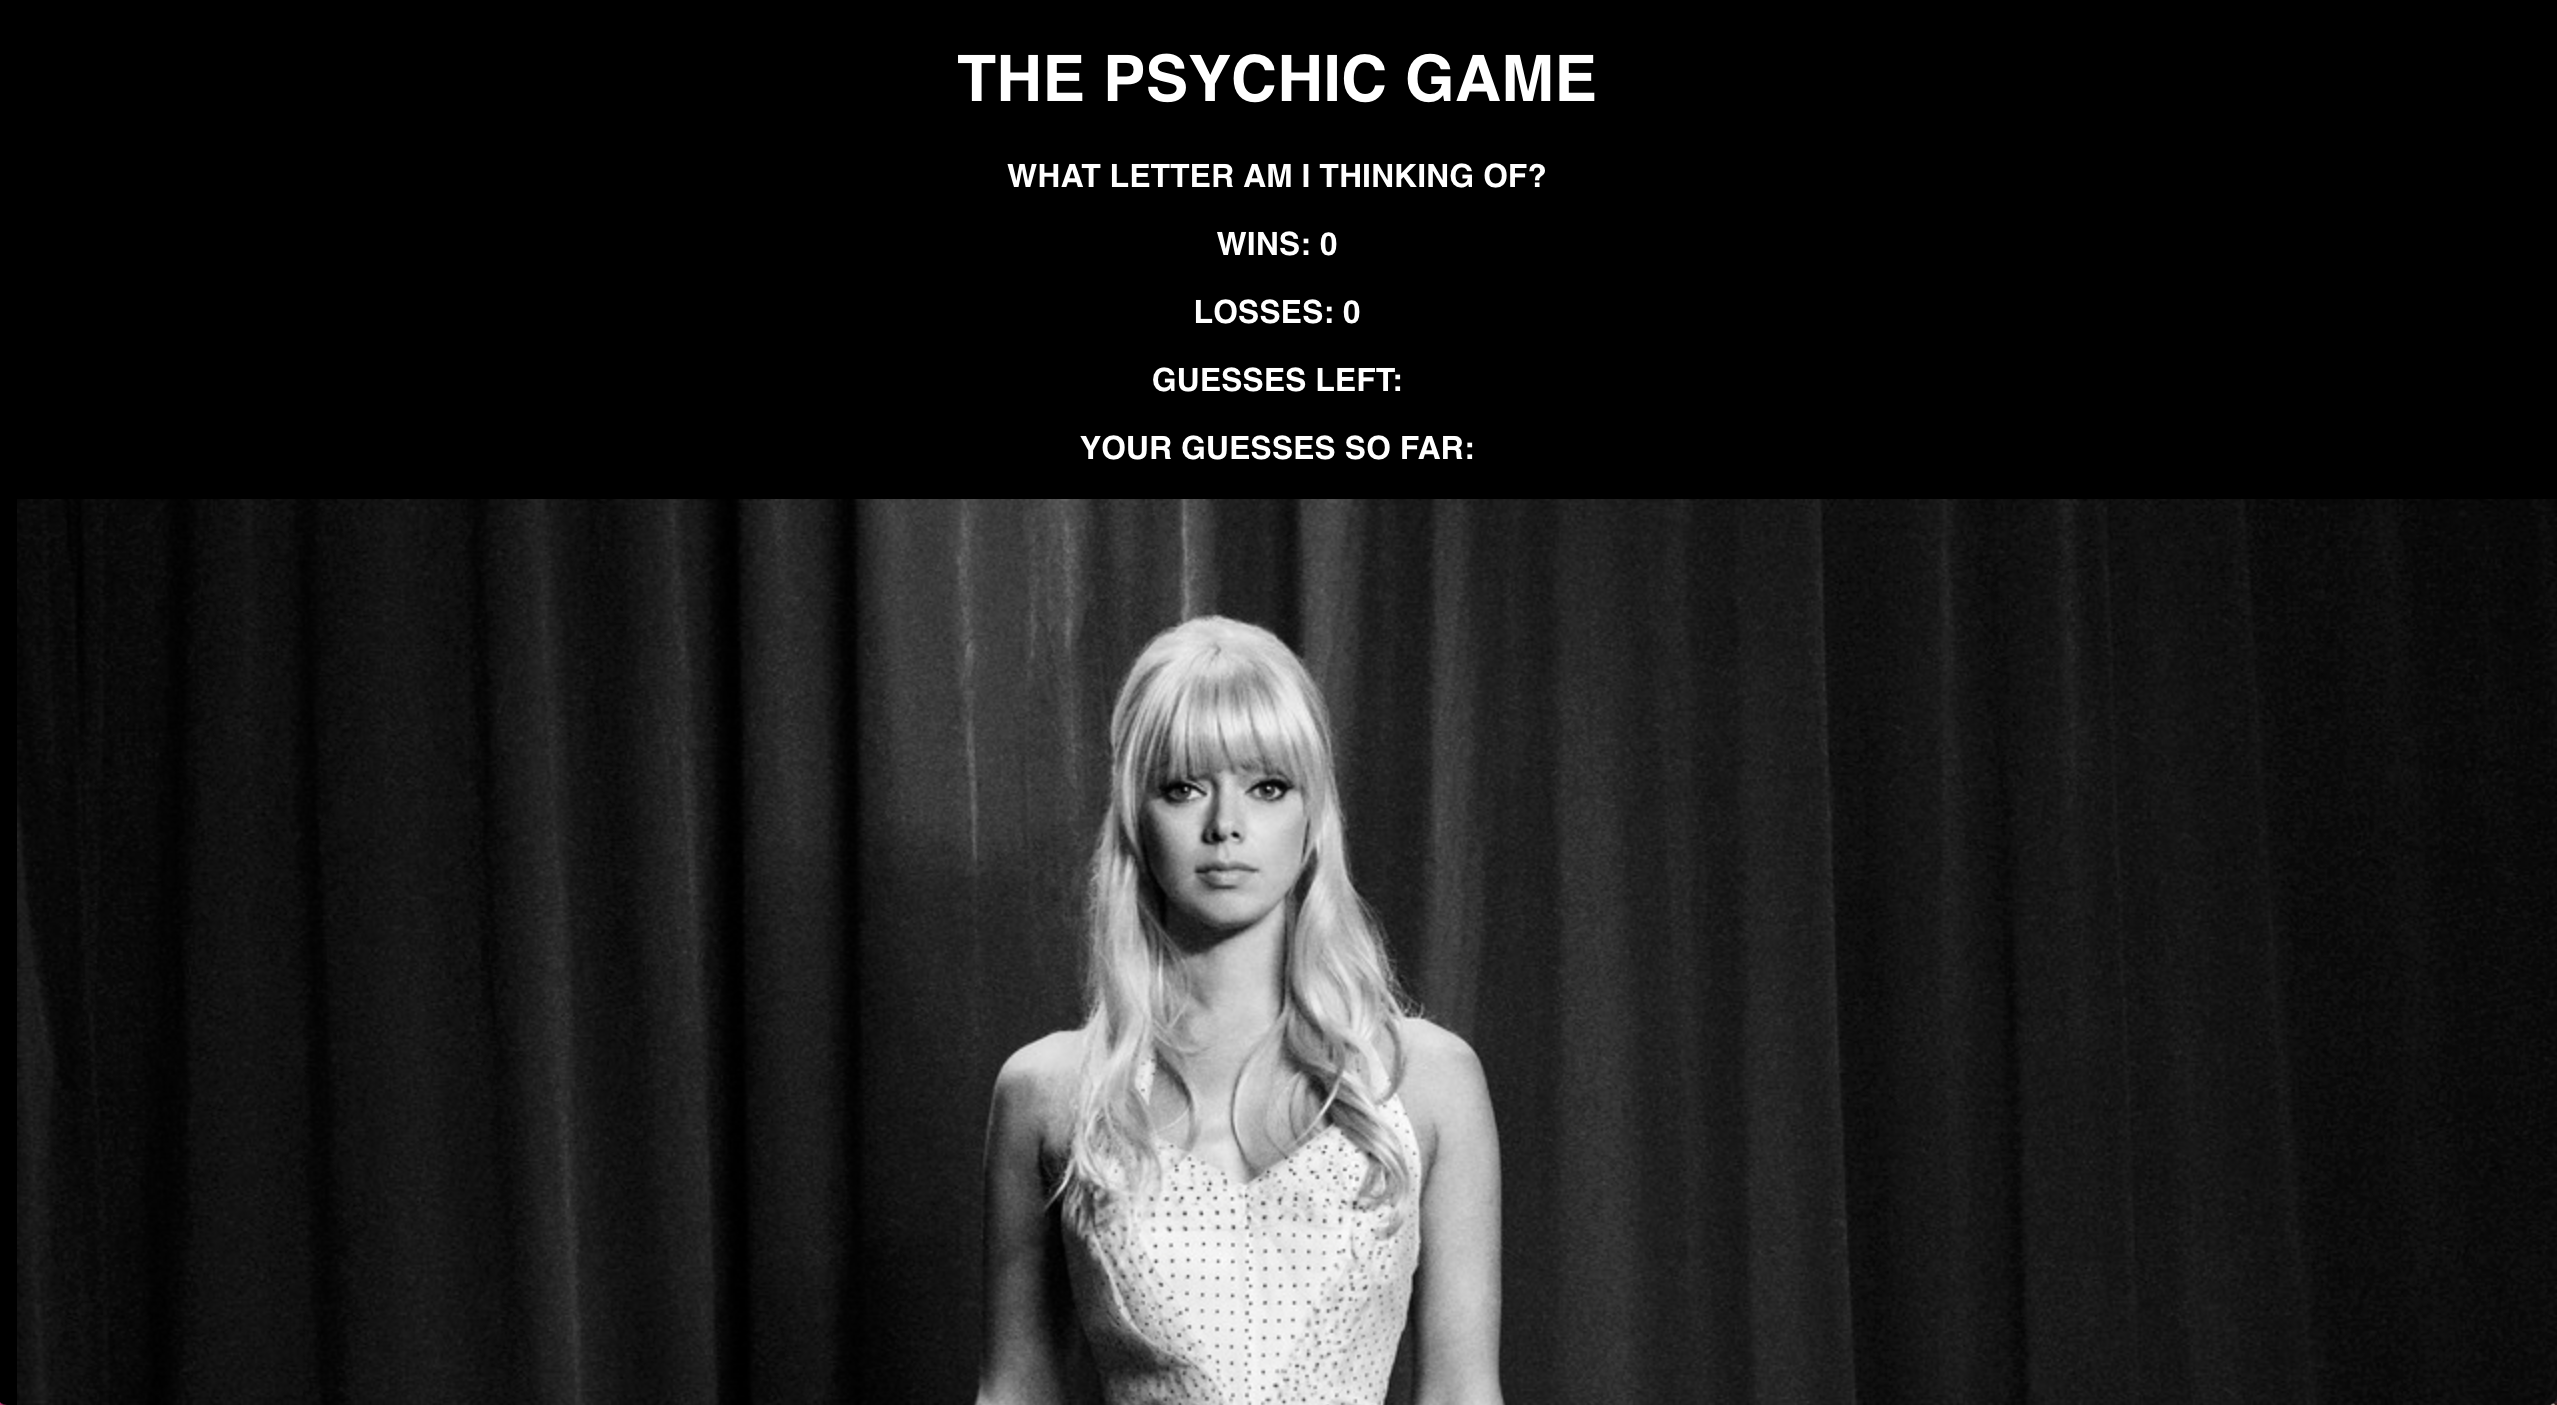 THE PSYCHIC GAME
WHAT LETTER AM I THINKING OF?
WINS: 0
LOSSES: 0
GUESSES LEFT:
YOUR GUESSES SO FAR: